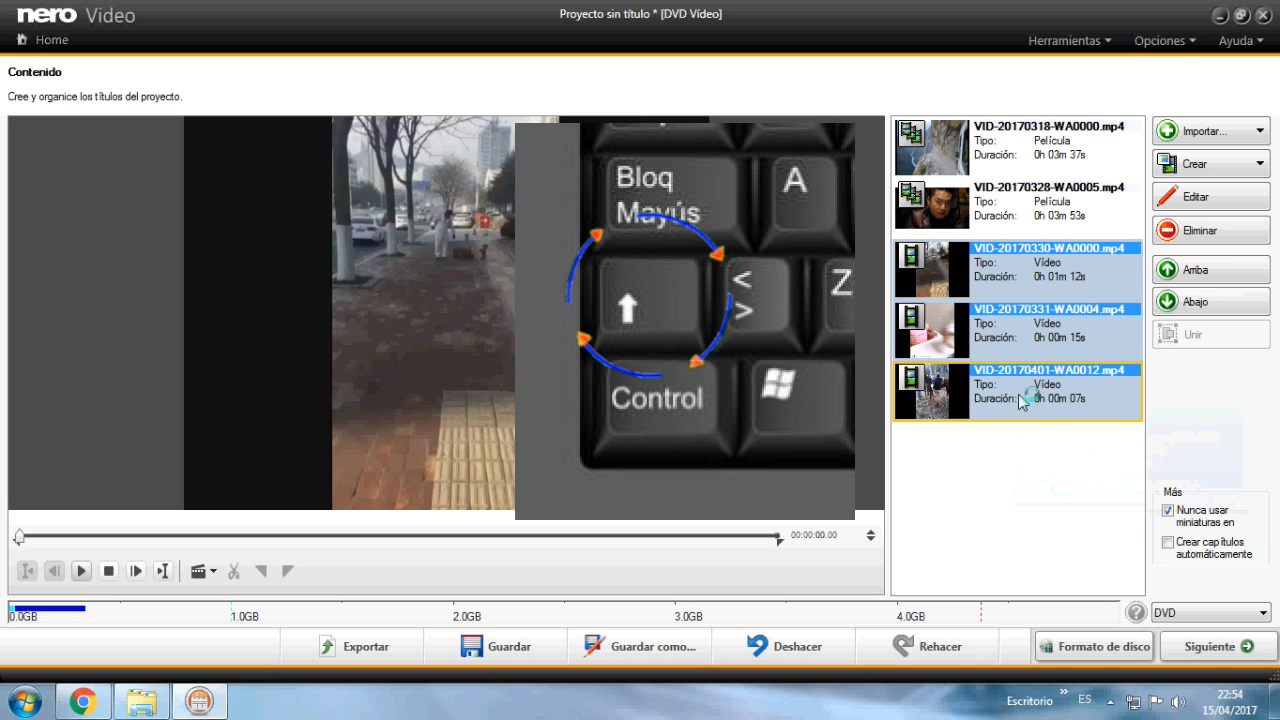 nero Video
Proyecto sin título * [DVD Vídeo]
Home
Herramientas
Opciones
Ayuda
Contenido
Cree y organice los títulos del proyecto.
Bloq
Mayús
A
<
>
Z
Control
VID-20170318-WA0000.mp4
Tipo: Película
Duración: 0h 03m 37s
VID-20170328-WA0005.mp4
Tipo: Película
Duración: 0h 03m 53s
VID-20170330-WA0000.mp4
Tipo: Vídeo
Duración: 0h 01m 12s
VID-20170331-WA0004.mp4
Tipo: Vídeo
Duración: 0h 00m 15s
VID-20170401-WA0012.mp4
Tipo: Vídeo
Duración: 0h 00m 07s
Importar...
Crear
Editar
Eliminar
Arriba
Abajo
Unir
Más
Nunca usar
miniaturas en
Crear capítulos
automáticamente
00:00:00.00
0.0GB 1.0GB 2.0GB 3.0GB 4.0GB
DVD
Exportar
Guardar
Guardar como...
Deshacer
Rehacer
Formato de disco
Siguiente
Escritorio
ES
22:54
15/04/2017